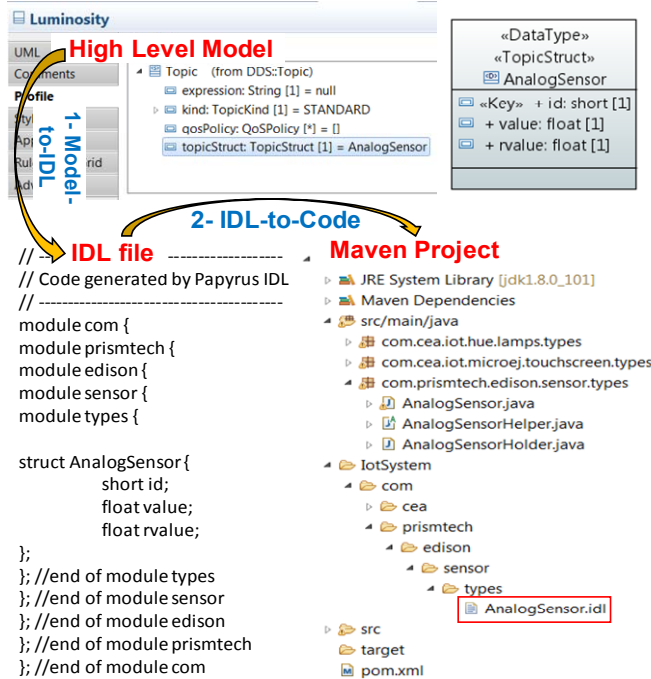 Luminosity
UML
High Level Model
Comments
Profile
Topic (from DDS::Topic)
expression: String [1] = null
kind: TopicKind [1] = STANDARD
qosPolicy: QoSPolicy [*] = []
topicStruct: TopicStruct [1] = AnalogSensor
«DataType»
«TopicStruct»
AnalogSensor
«Key» + id: short [1]
+ value: float [1]
+ rvalue: float [1]
1- Model-
to-IDL
2- IDL-to-Code
// --- IDL file -------------------
// Code generated by Papyrus IDL
// -----------------------------------------
module com {
module prismtech {
module edison {
module sensor {
module types {
struct AnalogSensor {
short id;
float value;
float rvalue;
};
}; //end of module types
}; //end of module sensor
}; //end of module edison
}; //end of module prismtech
}; //end of module com
Maven Project
JRE System Library [jdk1.8.0_101]
Maven Dependencies
src/main/java
com.cea.iot.hue.lamps.types
com.cea.iot.microej.touchscreen.types
com.prismtech.edison.sensor.types
AnalogSensor.java
AnalogSensorHelper.java
AnalogSensorHolder.java
IotSystem
com
cea
prismtech
edison
sensor
types
AnalogSensor.idl
src
target
pom.xml